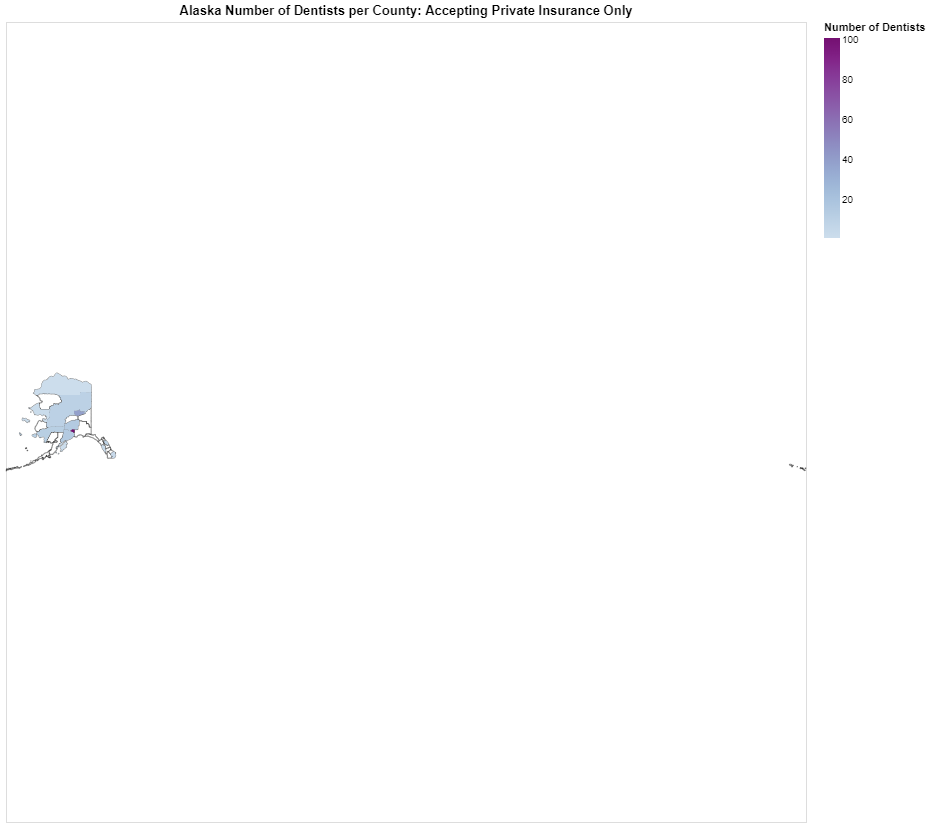 Alaska Number of Dentists per County: Accepting Private Insurance Only
Number of Dentists
100
80
60
40
20